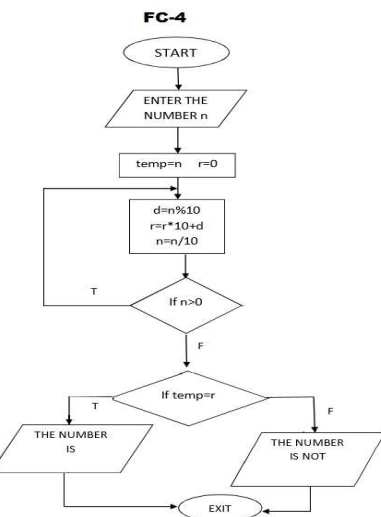 FC-4
START
ENTER THE
NUMBER n
temp=n r=0
d=n%10
r=r*10+d
n=n/10
T
If n>0
F
If temp=r
T
F
THE NUMBER
IS
THE NUMBER
IS NOT
EXIT